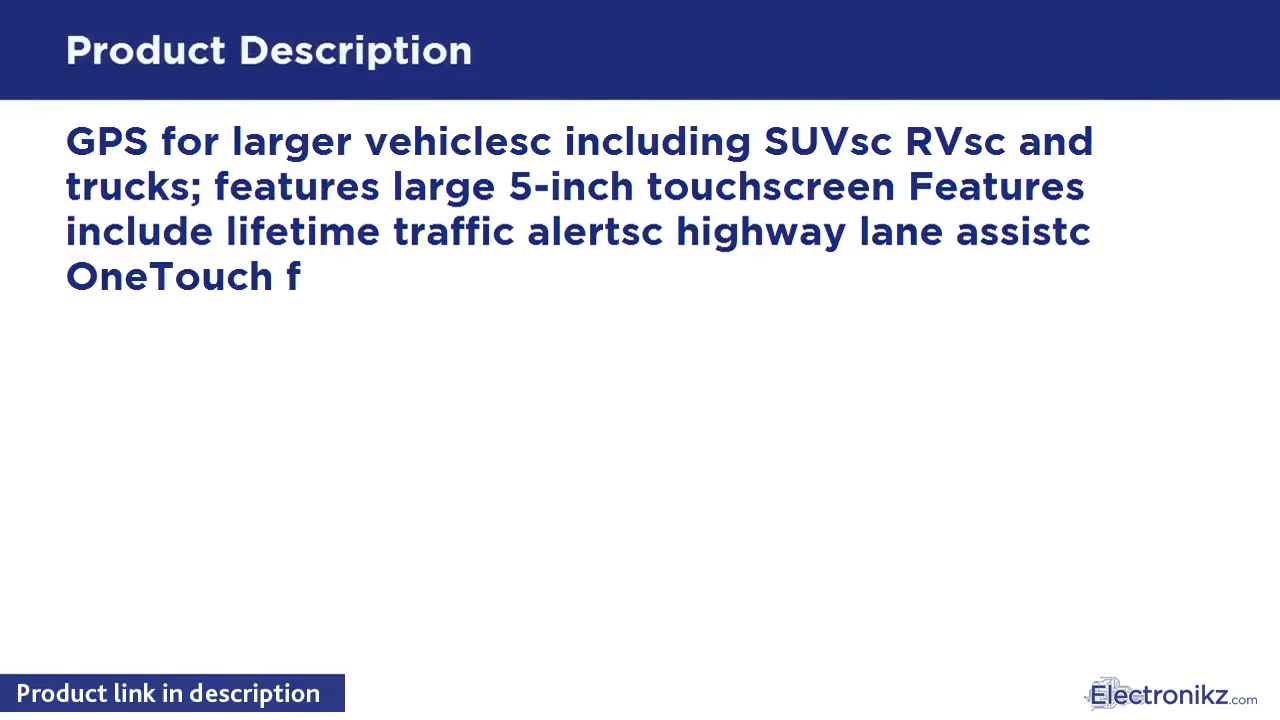 Product Description
GPS for larger vehiclesc including SUVsc RVsc and
trucks; features large 5-inch touchscreen Features
include lifetime traffic alertsc highway lane assistc
OneTouch f
Product link in description
Electronikz.com